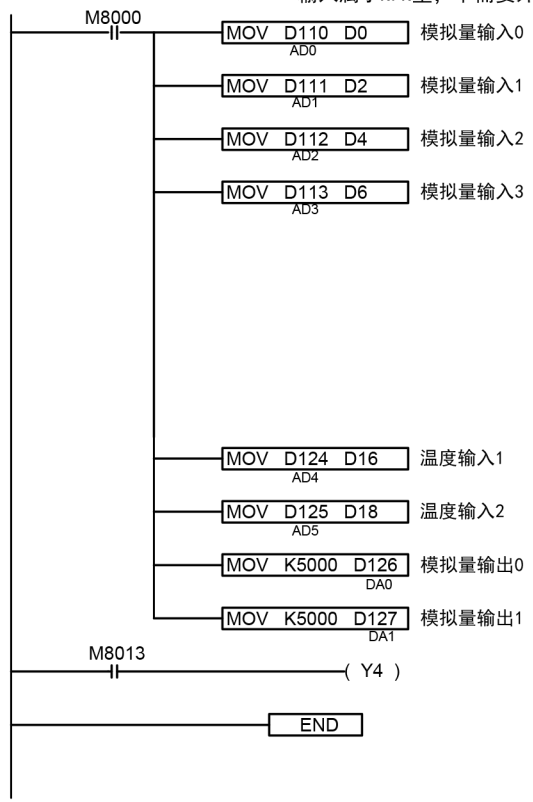 M8000
MOV D110 D0 模拟量输入0
AD0
MOV D111 D2 模拟量输入1
AD1
MOV D112 D4 模拟量输入2
AD2
MOV D113 D6 模拟量输入3
AD3
MOV D124 D16 温度输入1
AD4
MOV D125 D18 温度输入2
AD5
MOV K5000 D126 模拟量输出0
DA0
MOV K5000 D127 模拟量输出1
DA1
M8013
( Y4 )
END